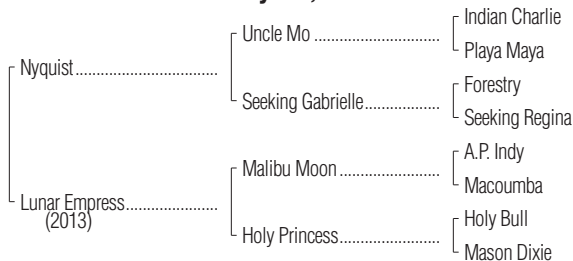 Indian Charlie
Uncle Mo
Playa Maya
Nyquist
Forestry
Seeking Gabrielle
Seeking Regina
A.P. Indy
Malibu Moon
Macoumba
Lunar Empress
(2013)
Holy Bull
Holy Princess
Mason Dixie